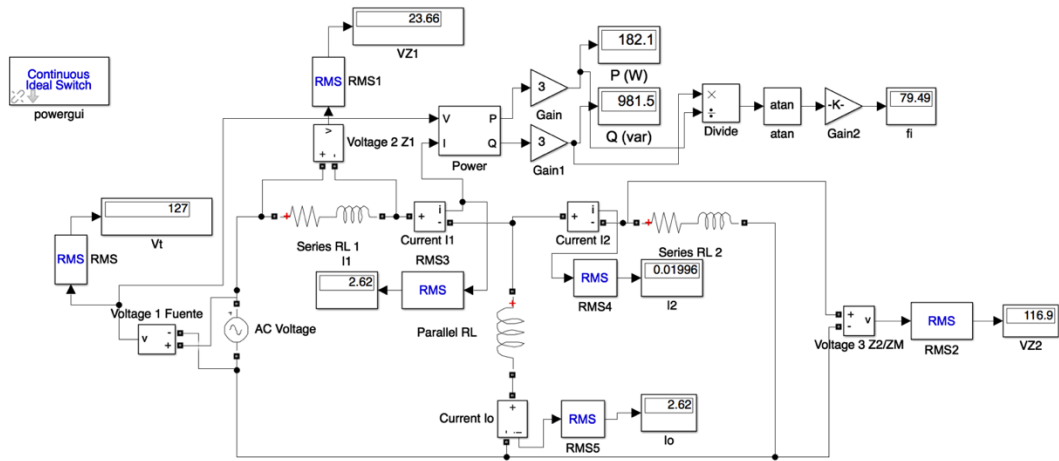 23.66
VZ1
RMS
RMS1
Continuous
Ideal Switch
powergui
182.1
P (W)
981.5
Q (var)
3
Gain
3
Gain1
V
I
P
Q
Power
×
÷
Divide
atan
atan
-K-
Gain2
79.49
fi
v
+ -
Voltage 2 Z1
127
Vt
RMS
RMS
Voltage 1 Fuente
v
-
+
AC Voltage
+
Series RL 1
+ i -
Current I1
I1
2.62
RMS3
RMS
+ i -
Current I2
RMS
RMS4
0.01996
I2
+
Series RL 2
+
Parallel RL
+
-
i
Current Io
RMS
RMS5
2.62
Io
+
-
v
Voltage 3 Z2/ZM
RMS
RMS2
116.9
VZ2